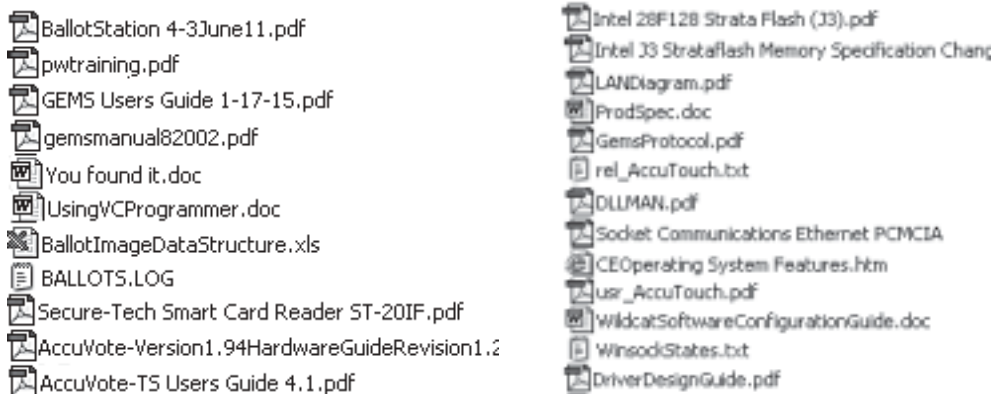 BallotStation 4-3June11.pdf
pwtraining.pdf
GEMS Users Guide 1-17-15.pdf
gemsmanual82002.pdf
You found it.doc
UsingVCProgrammer.doc
BallotImageDataStructure.xls
BALLOTS.LOG
Secure-Tech Smart Card Reader ST-20IF.pdf
AccuVote-Version1.94HardwareGuideRevision1.2
AccuVote-TS Users Guide 4.1.pdf
Intel 28F128 Strata Flash (J3).pdf
Intel J3 Strataflash Memory Specification Chang
LANDiagram.pdf
ProdSpec.doc
GemsProtocol.pdf
rel_AccuTouch.txt
DLLMAN.pdf
Socket Communications Ethernet PCMCIA
CEOperating System Features.htm
usr_AccuTouch.pdf
WildcatSoftwareConfigurationGuide.doc
WinsockStates.txt
DriverDesignGuide.pdf